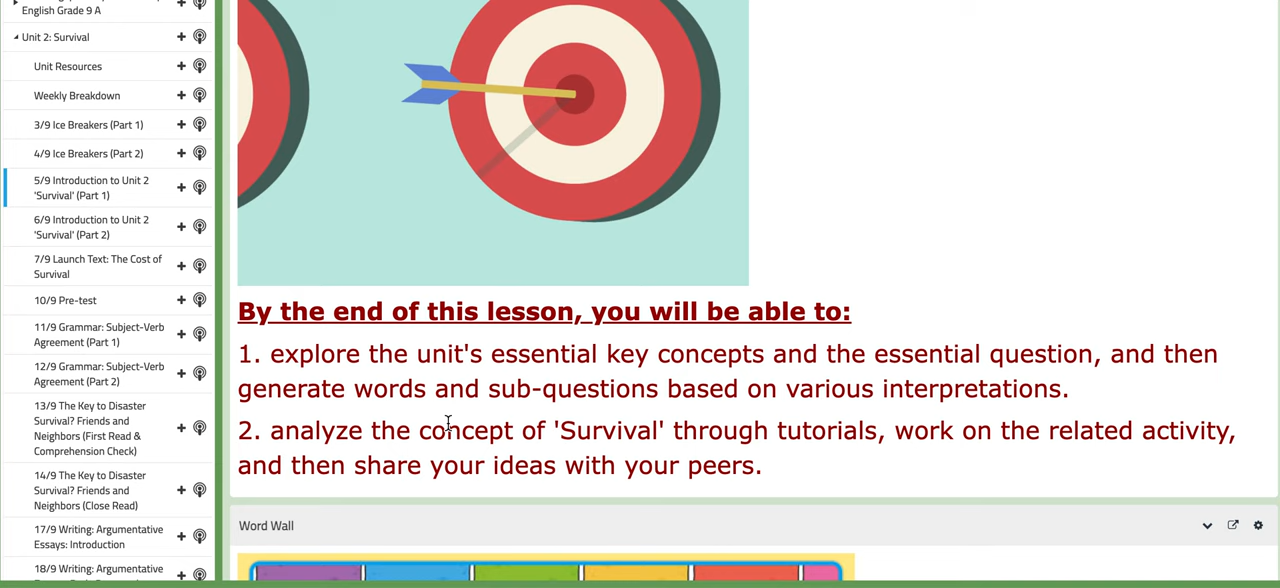 English Grade 9 A
Unit 2: Survival
Unit Resources
Weekly Breakdown
3/9 Ice Breakers (Part 1)
4/9 Ice Breakers (Part 2)
5/9 Introduction to Unit 2
'Survival' (Part 1)
6/9 Introduction to Unit 2
'Survival' (Part 2)
7/9 Launch Text: The Cost of
Survival
10/9 Pre-test
11/9 Grammar: Subject-Verb
Agreement (Part 1)
12/9 Grammar: Subject-Verb
Agreement (Part 2)
13/9 The Key to Disaster
Survival? Friends and
Neighbors (First Read &
Comprehension Check)
14/9 The Key to Disaster
Survival? Friends and
Neighbors (Close Read)
17/9 Writing: Argumentative
Essays: Introduction
18/9 Writing: Argumentative
By the end of this lesson, you will be able to:
1. explore the unit's essential key concepts and the essential question, and then
generate words and sub-questions based on various interpretations.
2. analyze the concept of 'Survival' through tutorials, work on the related activity,
and then share your ideas with your peers.
Word Wall